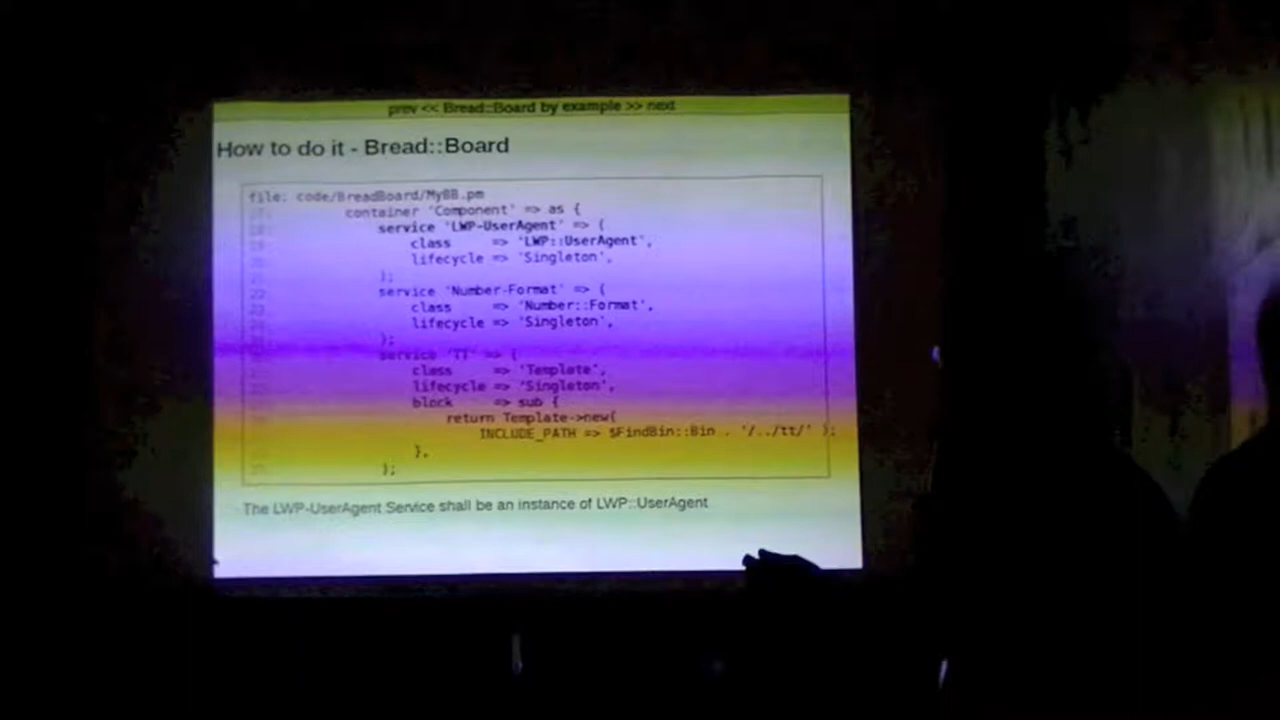 prev << Bread::Board by example >> next
How to do it - Bread::Board
file: code/BreadBoard/MyBB.pm
container 'Component' => as {
service 'LWP-UserAgent' => (
class => 'LWP::UserAgent',
lifecycle => 'Singleton',
);
service 'Number-Format' => (
class => 'Number::Format',
lifecycle => 'Singleton',
);
service 'TT' => (
class => 'Template',
lifecycle => 'Singleton',
block => sub {
return Template->new(
INCLUDE_PATH => $FindBin::Bin . '/../tt/' );
},
);
The LWP-UserAgent Service shall be an instance of LWP::UserAgent